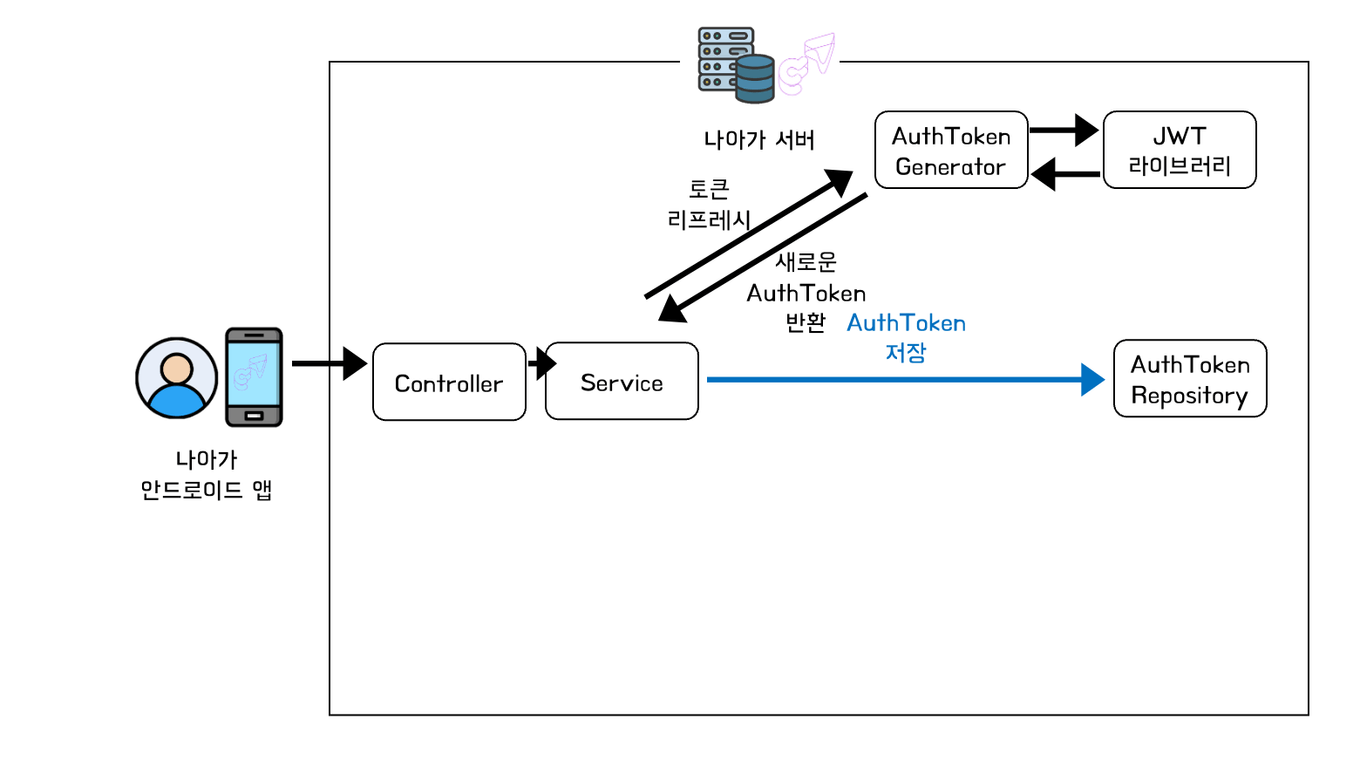 나아가 서버
AuthToken
Generator
JWT
라이브러리
토큰
리프레시
새로운
AuthToken
반환
AuthToken
저장
Controller
Service
AuthToken
Repository
나아가
안드로이드 앱